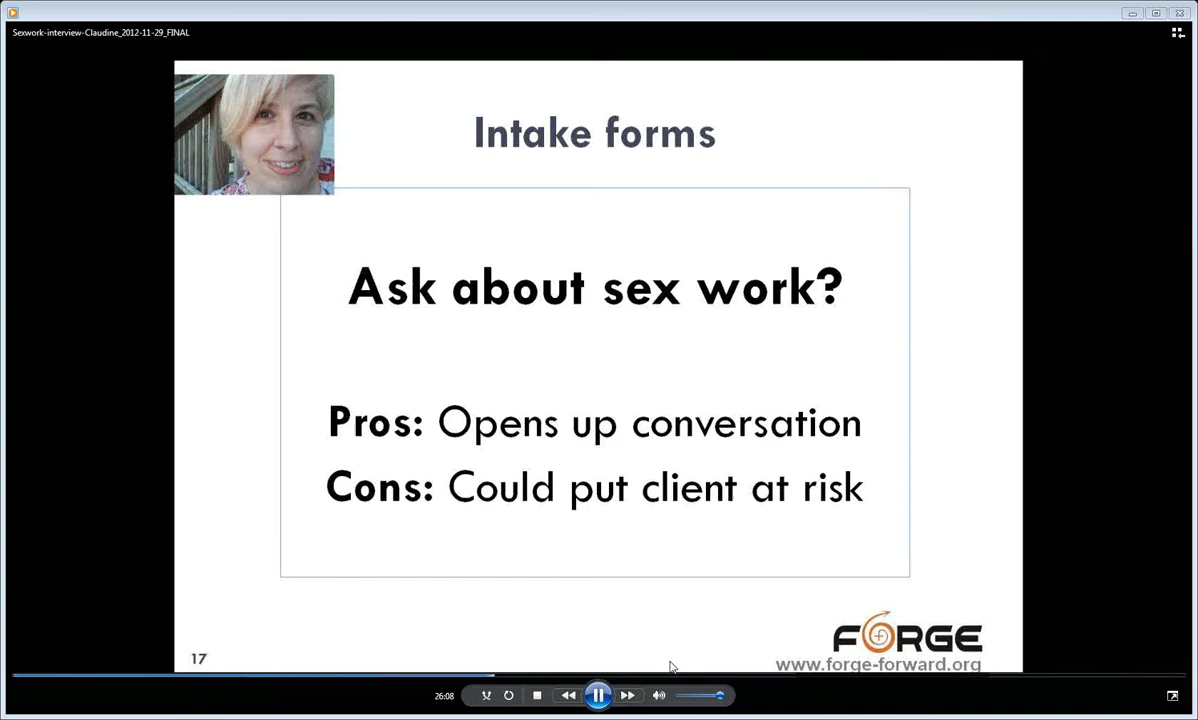 Sexwork-interview-Claudine_2012-11-29_FINAL
Intake forms
Ask about sex work?
Pros: Opens up conversation
Cons: Could put client at risk
FORGE
17
www.forge-forward.org
26:08